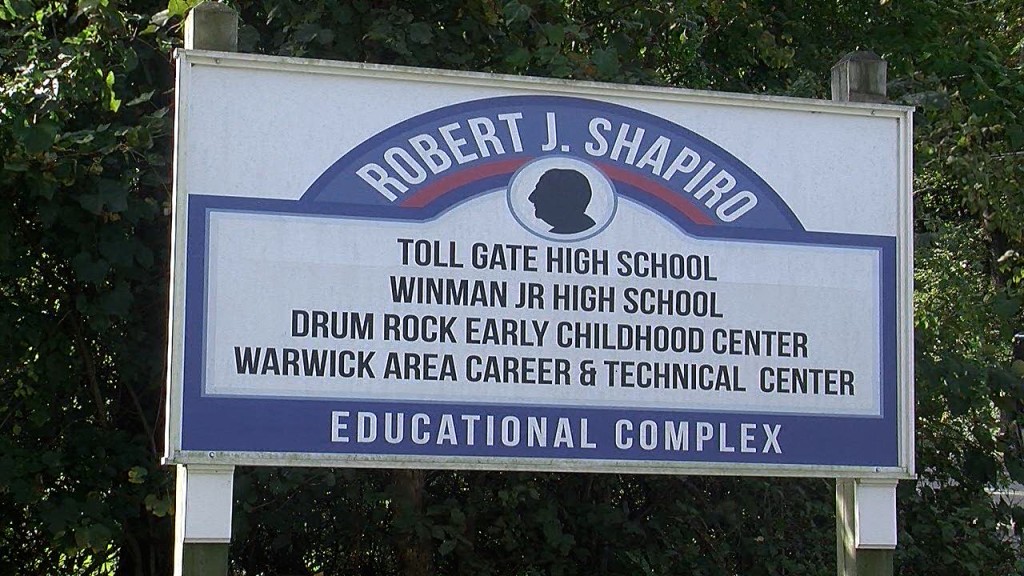 ROBERT J. SHAPIRO
TOLL GATE HIGH SCHOOL
WINMAN JR HIGH SCHOOL
DRUM ROCK EARLY CHILDHOOD CENTER
WARWICK AREA CAREER & TECHNICAL CENTER
EDUCATIONAL COMPLEX